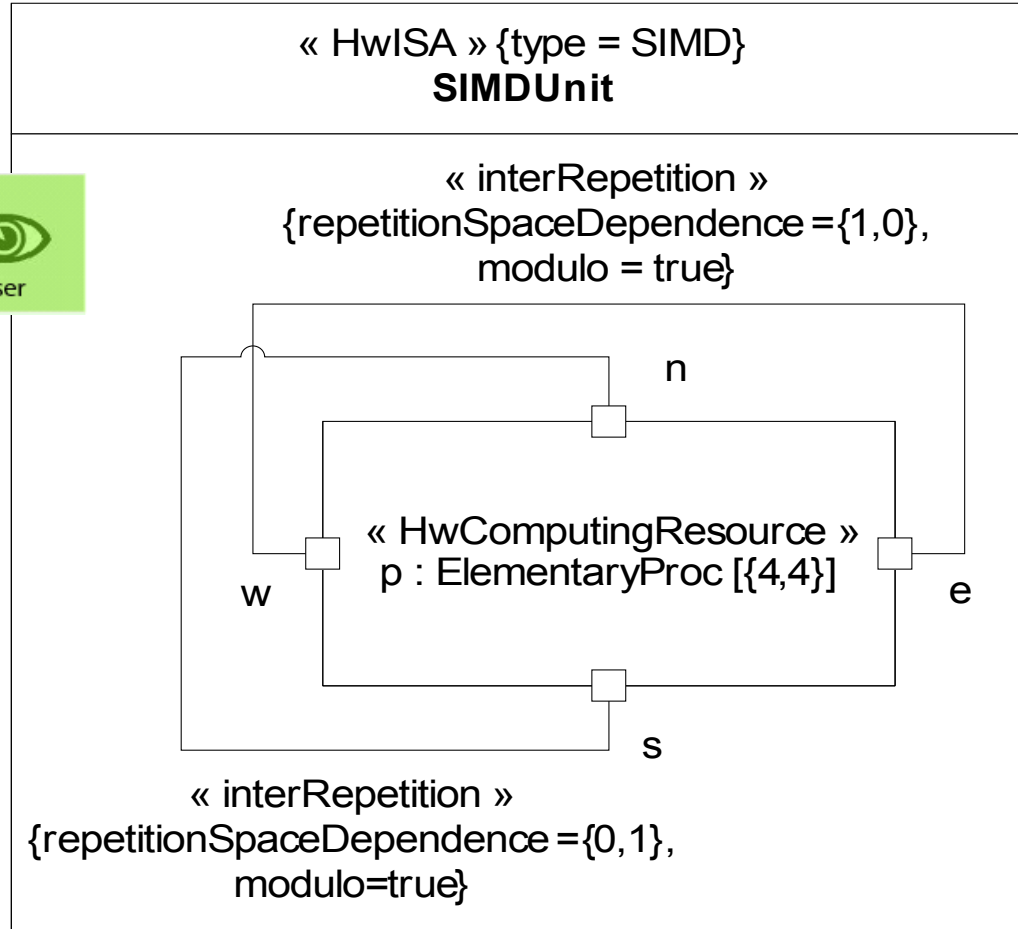 « HwISA » {type = SIMD}
SIMDUnit
« interRepetition »
{repetitionSpaceDependence ={1,0},
modulo = true}
n
« HwComputingResource »
p : ElementaryProc [{4,4}]
w
e
s
« interRepetition »
{repetitionSpaceDependence ={0,1},
modulo=true}